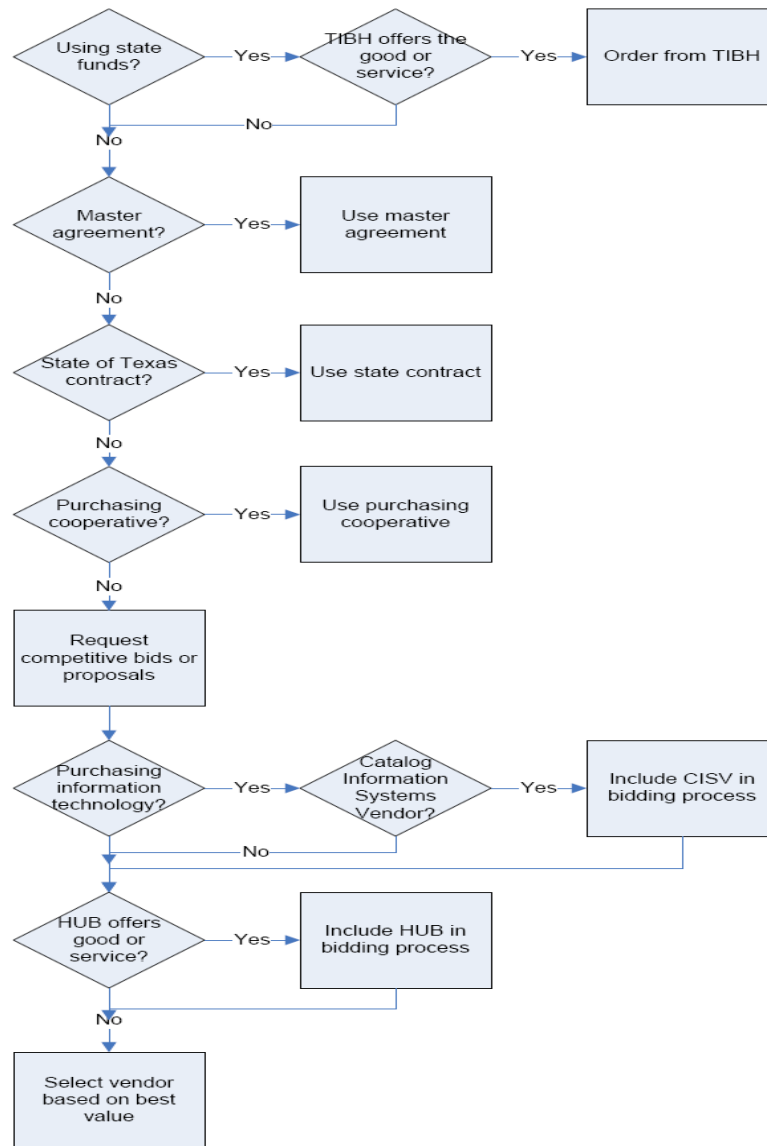 Using state
funds?
Yes
TIBH offers the
good or
service?
Yes
Order from TIBH
No
No
Master
agreement?
Yes
Use master
agreement
No
State of Texas
contract?
Yes
Use state contract
No
Purchasing
cooperative?
Yes
Use purchasing
cooperative
No
Request
competitive bids or
proposals
Purchasing
information
technology?
Yes
Catalog
Information
Systems
Vendor?
Yes
Include CISV in
bidding process
No
HUB offers
good or
service?
Yes
Include HUB in
bidding process
No
Select vendor
based on best
value